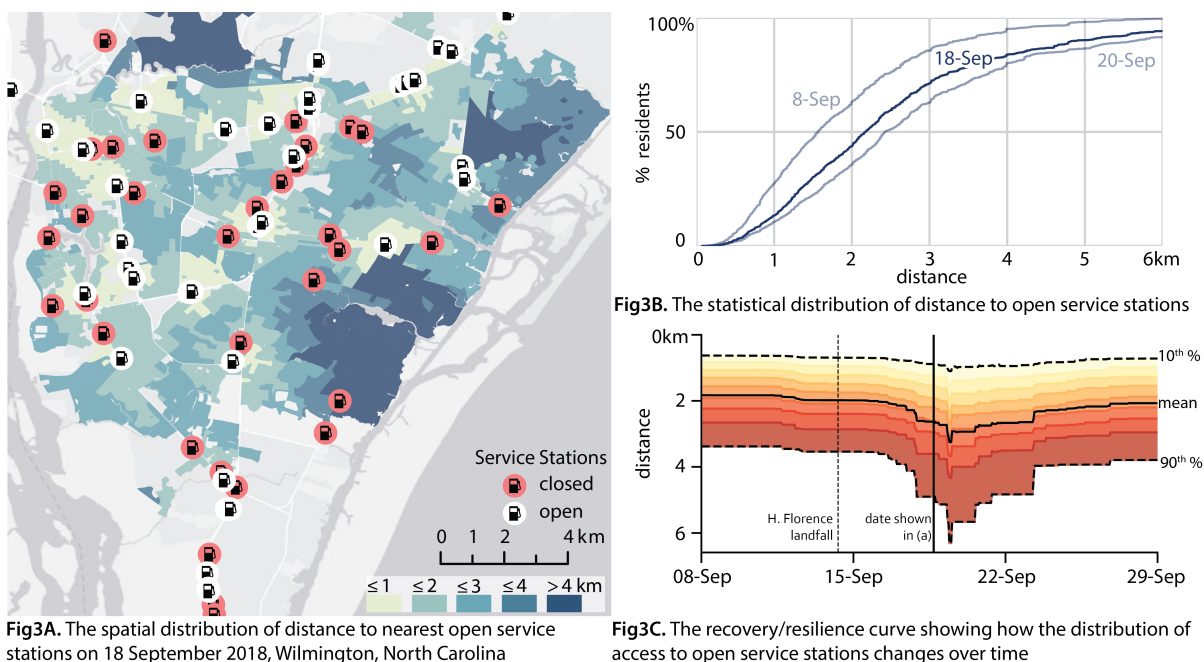 Service Stations
closed
open
0 2 4 km
≤ 1 ≤ 2 ≤ 3 ≤ 4 > 4 km
Fig3A. The spatial distribution of distance to nearest open service
stations on 18 September 2018, Wilmington, North Carolina
100%
50
0
% residents
8-Sep
18-Sep
20-Sep
0 1 2 3 4 5 6km
distance
Fig3B. The statistical distribution of distance to open service stations
0km
2
4
6
distance
10th %
mean
90th %
H. Florence
landfall
date shown
in (a)
08-Sep 15-Sep 22-Sep 29-Sep
Fig3C. The recovery/resilience curve showing how the distribution of
access to open service stations changes over time